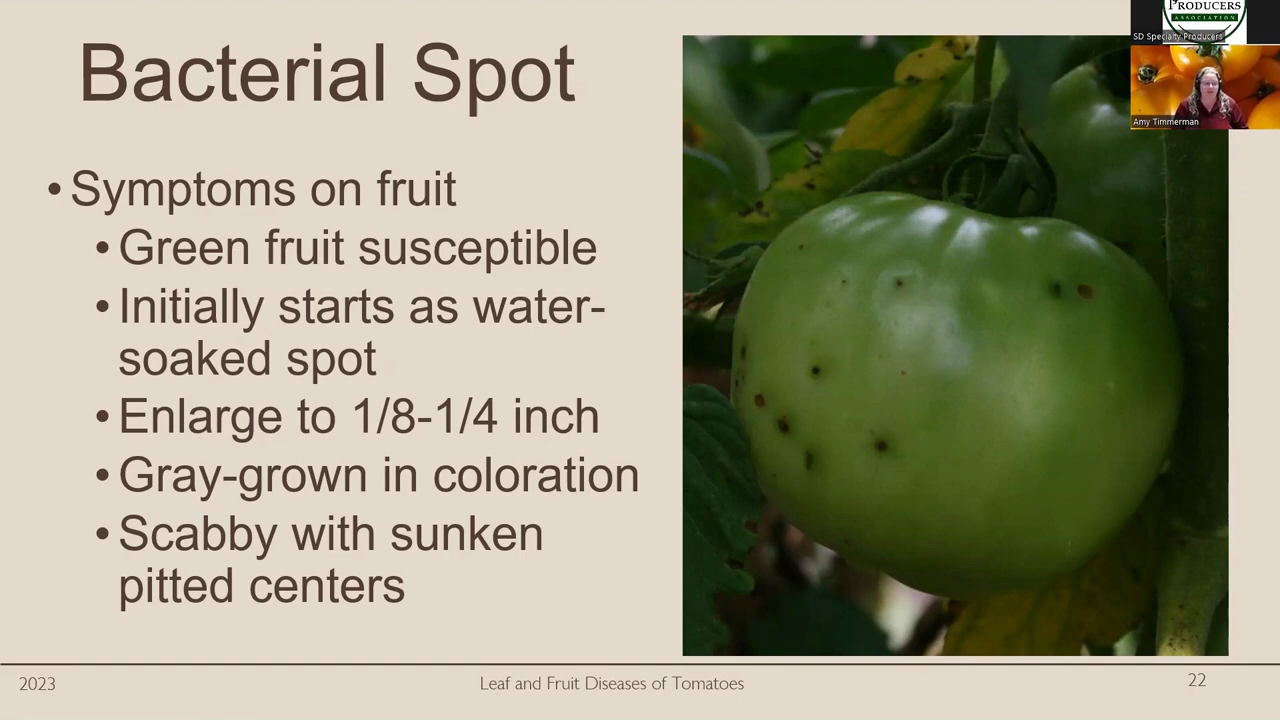 PRODUCERS
ASSOCIATION
SD Specialty Producers
Amy Timmerman
Bacterial Spot
• Symptoms on fruit
• Green fruit susceptible
• Initially starts as water-
soaked spot
• Enlarge to 1/8-1/4 inch
• Gray-grown in coloration
• Scabby with sunken
pitted centers
2023
Leaf and Fruit Diseases of Tomatoes
22